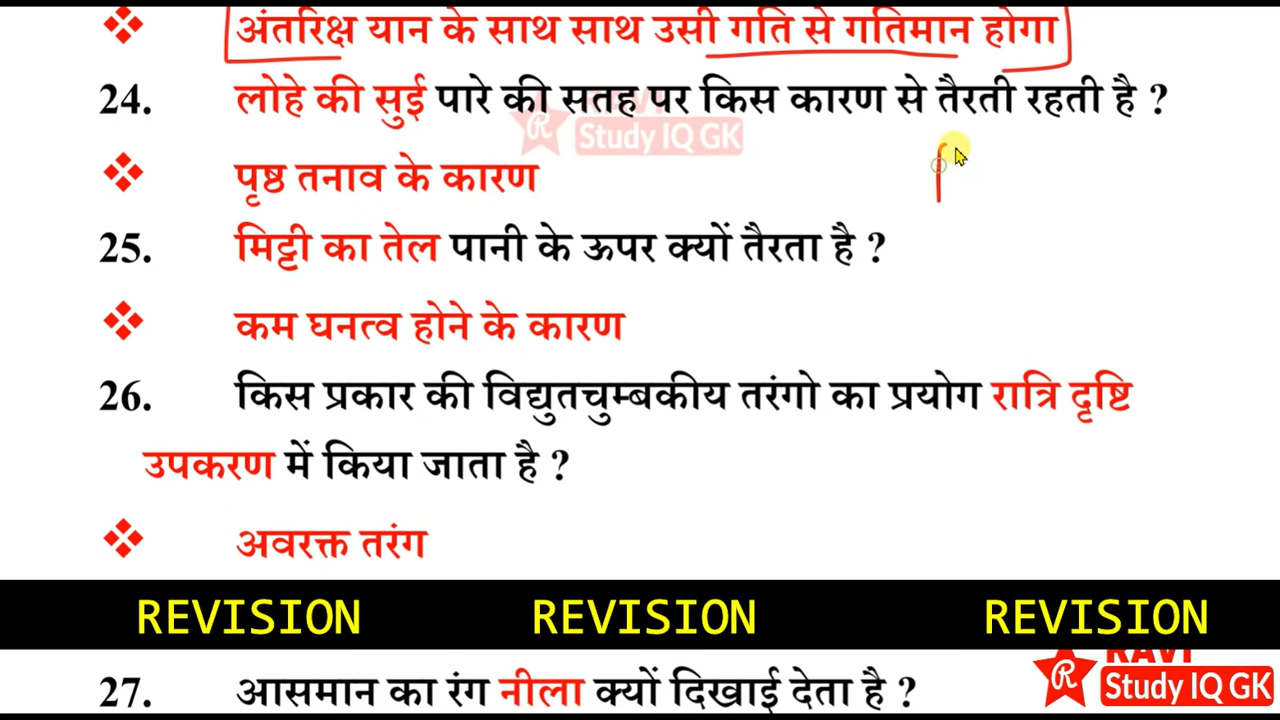 ❖ अंतरिक्ष यान के साथ साथ उसी गति से गतिमान होगा
24. लोहे की सुई पारे की सतह पर किस कारण से तैरती रहती है ?
Study IQ GK
❖ पृष्ठ तनाव के कारण
25. मिट्टी का तेल पानी के ऊपर क्यों तैरता है ?
❖ कम घनत्व होने के कारण
26. किस प्रकार की विद्युतचुम्बकीय तरंगो का प्रयोग रात्रि दृष्टि
उपकरण में किया जाता है ?
❖ अवरक्त तरंग
REVISION REVISION REVISION
RAVI
27. आसमान का रंग नीला क्यों दिखाई देता है ?
R Study IQ GK